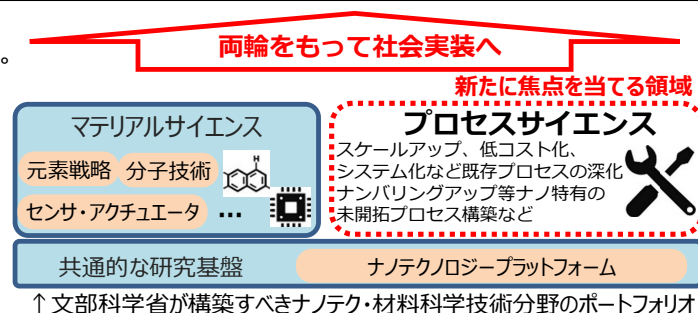 両輪をもって社会実装へ
。
新たに焦点を当てる領域
マテリアルサイエンス
元素戦略 分子技術
センサ・アクチュエータ …
プロセスサイエンス
スケールアップ、低コスト化、
システム化など既存プロセスの深化
ナンバリングアップ等ナノ特有の
未開拓プロセス構築など
共通的な研究基盤 ナノテクノロジープラットフォーム
↑文部科学省が構築すべきナノテク・材料科学技術分野のポートフォリオ